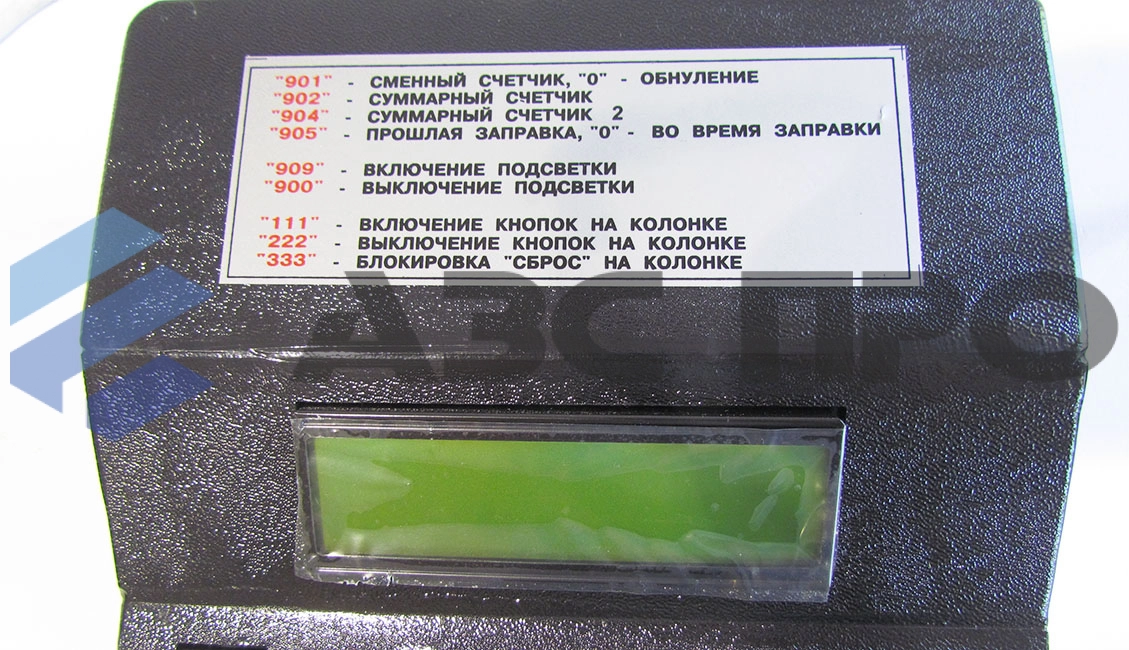 "901" - СМЕННЫЙ СЧЕТЧИК, "0" - ОБНУЛЕНИЕ
"902" - СУММАРНЫЙ СЧЕТЧИК
"904" - СУММАРНЫЙ СЧЕТЧИК 2
"905" - ПРОШЛАЯ ЗАПРАВКА, "0" - ВО ВРЕМЯ ЗАПРАВКИ
"909" - ВКЛЮЧЕНИЕ ПОДСВЕТКИ
"900" - ВЫКЛЮЧЕНИЕ ПОДСВЕТКИ
"111" - ВКЛЮЧЕНИЕ КНОПОК НА КОЛОНКЕ
"222" - ВЫКЛЮЧЕНИЕ КНОПОК НА КОЛОНКЕ
"333" - БЛОКИРОВКА "СБРОС" НА КОЛОНКЕ
АЗС ПРО